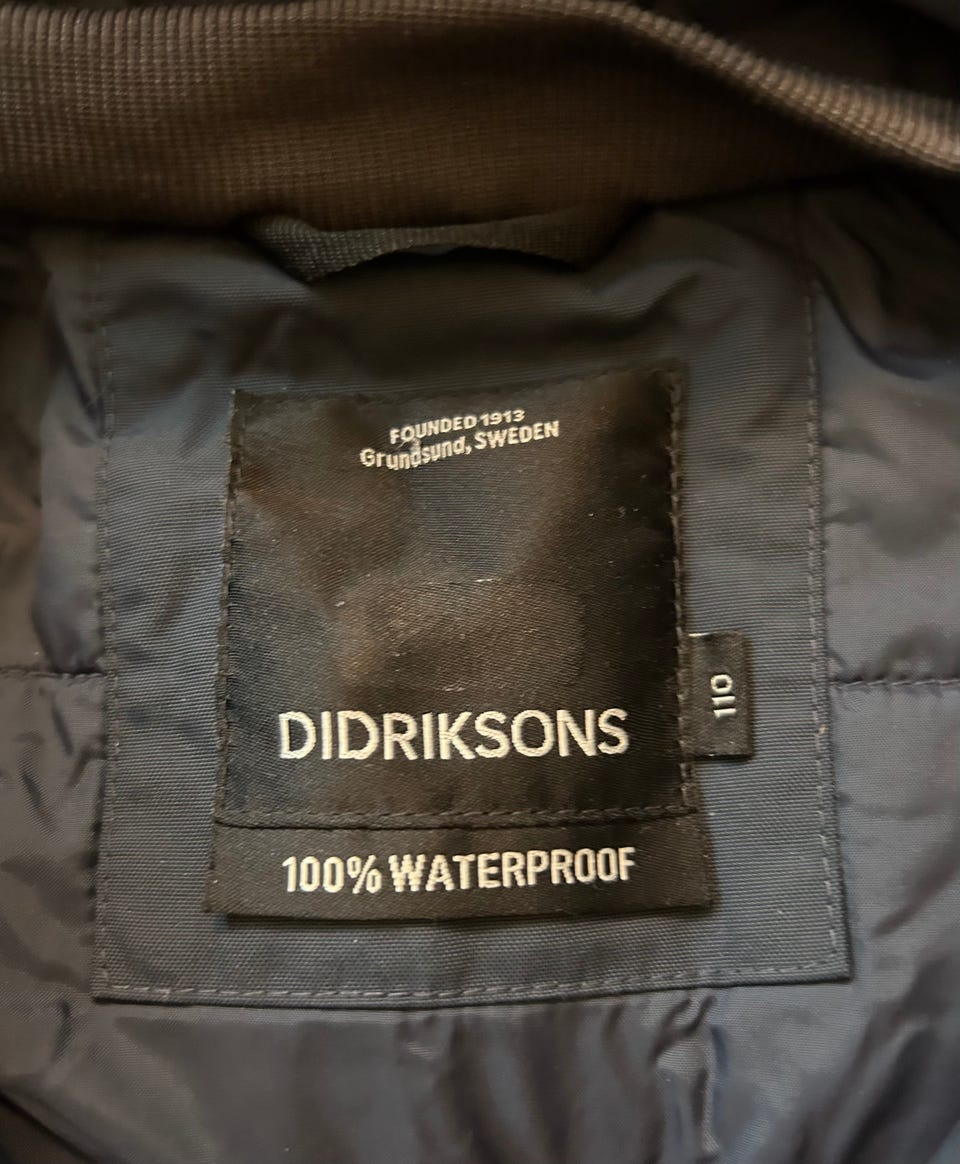 FOUNDED 1913
Grundsund, SWEDEN
DIDRIKSONS
110
100% WATERPROOF